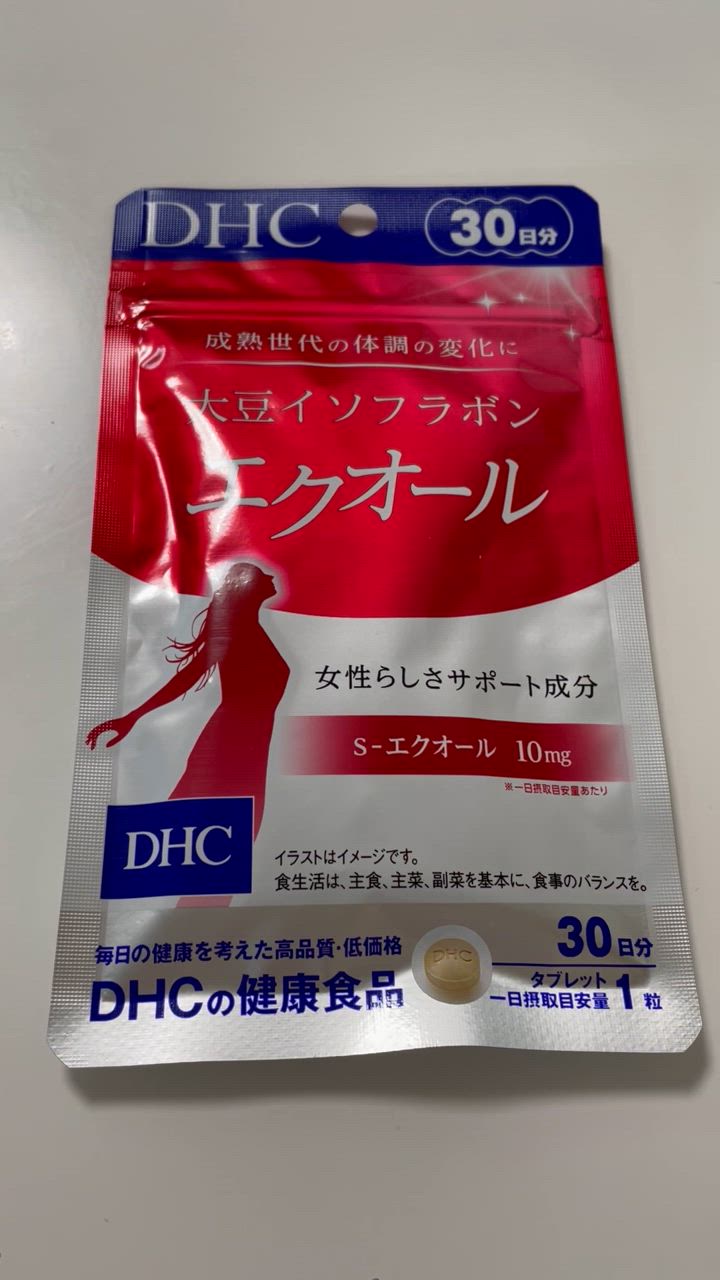 DHC
30日分
成熟世代の体調の変化に
大豆イソフラボン
エクオール
女性らしさサポート成分
S-エクオール 10mg
※一日摂取目安量あたり
DHC
イラストはイメージです。
食生活は、主食、主菜、副菜を基本に、食事のバランスを。
毎日の健康を考えた高品質・低価格
DHCの健康食品
DHC
30日分
タブレット
一日摂取目安量 1粒